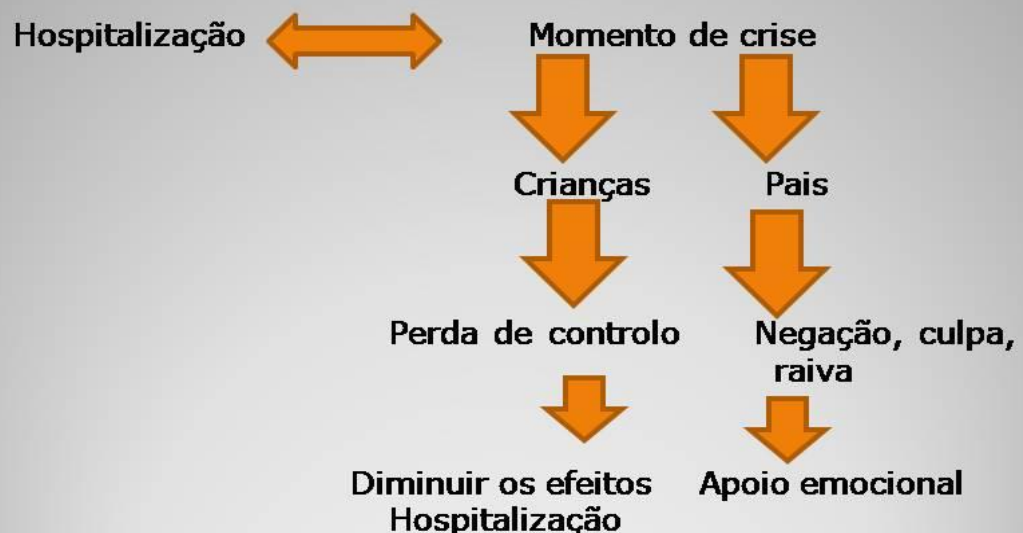 Hospitalização
Momento de crise
Crianças
Pais
Perda de controlo
Negação, culpa,
raiva
Diminuir os efeitos
Hospitalização
Apoio emocional